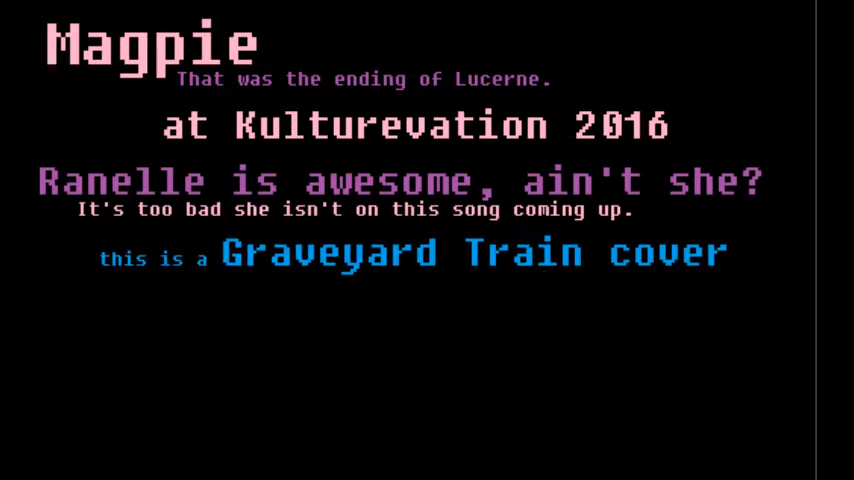 Magpie
That was the ending of Lucerne.
at Kulturevation 2016
Ranelle is awesome, ain't she?
It's too bad she isn't on this song coming up.
this is a Graveyard Train cover